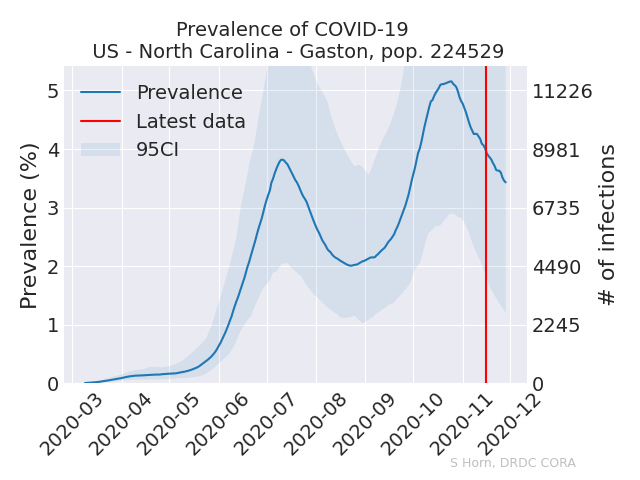 Prevalence of COVID-19
US - North Carolina - Gaston, pop. 224529
Prevalence
Latest data
95CI
Prevalence (%)
5
4
3
2
1
0
11226
8981
6735
4490
2245
0
# of infections
2020-03
2020-04
2020-05
2020-06
2020-07
2020-08
2020-09
2020-10
2020-11
2020-12
S Horn, DRDC CORA